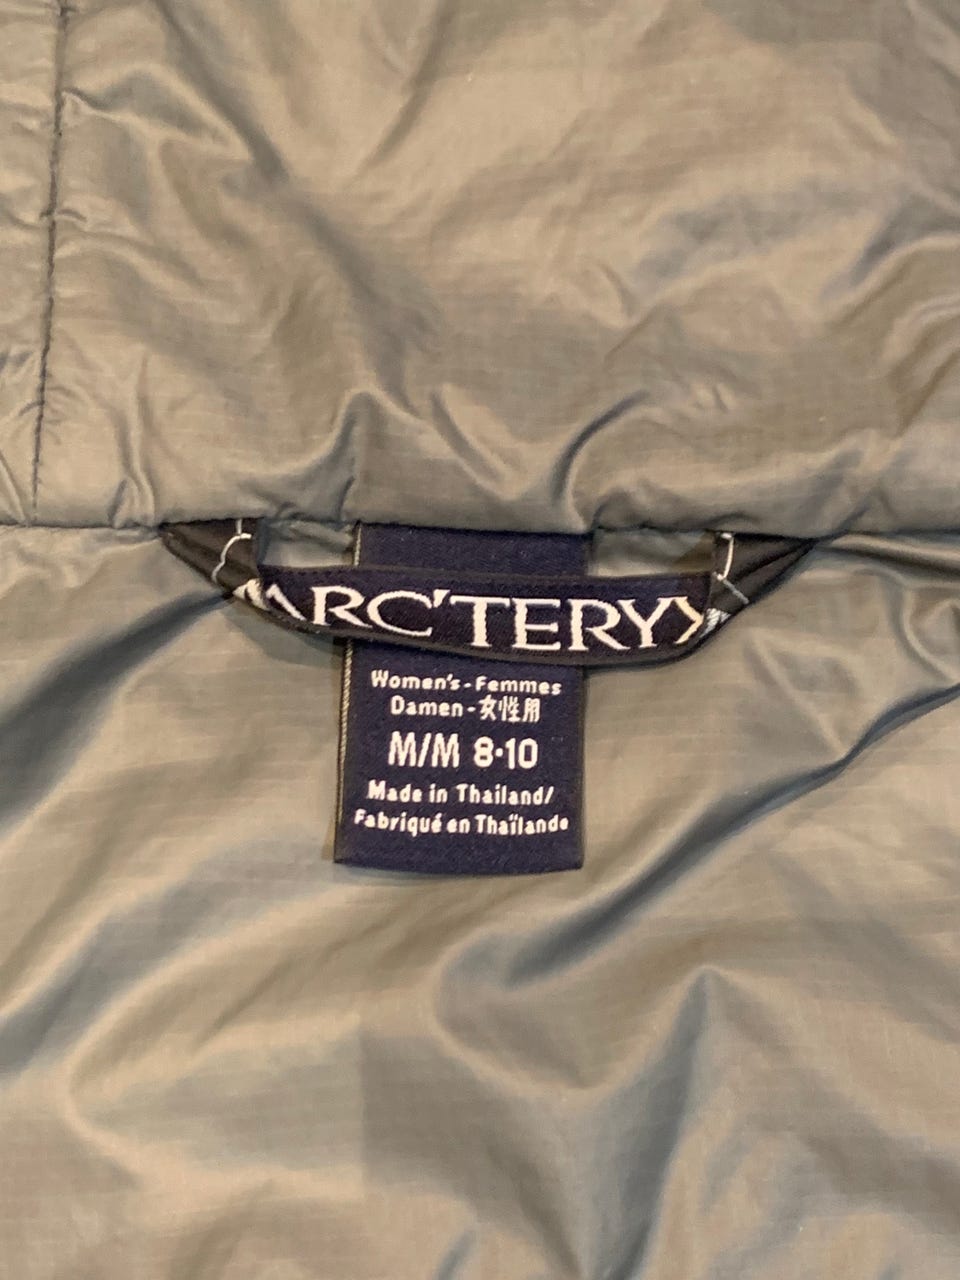 ARC'TERYX
Women's-Femmes
Damen-女性用
M/M 8·10
Made in Thailand/
Fabriqué en Thaïlande